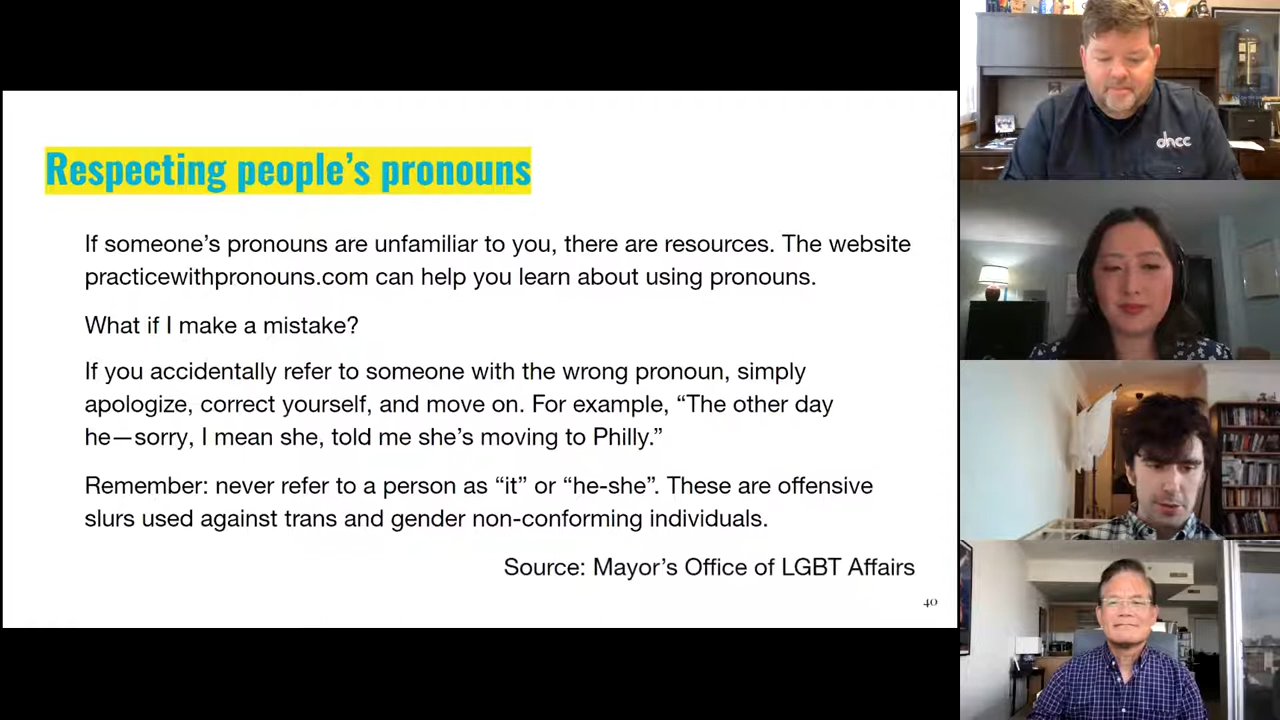 Respecting people’s pronouns
If someone’s pronouns are unfamiliar to you, there are resources. The website
practicewithpronouns.com can help you learn about using pronouns.
What if I make a mistake?
If you accidentally refer to someone with the wrong pronoun, simply
apologize, correct yourself, and move on. For example, “The other day
he—sorry, I mean she, told me she’s moving to Philly.”
Remember: never refer to a person as “it” or “he-she”. These are offensive
slurs used against trans and gender non-conforming individuals.
Source: Mayor’s Office of LGBT Affairs
40
dhcc